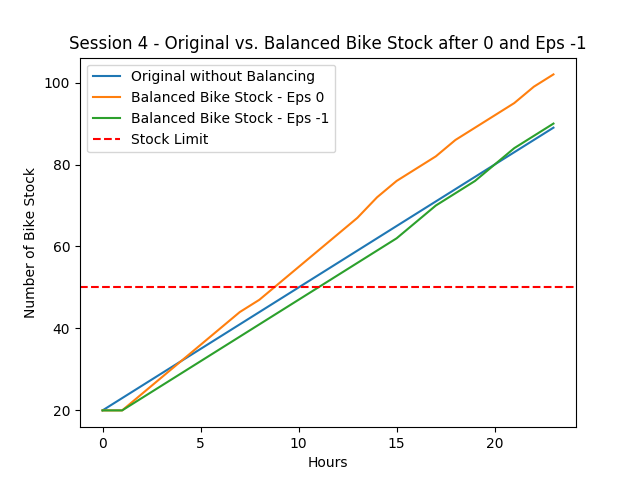 Session 4 - Original vs. Balanced Bike Stock after 0 and Eps -1
Original without Balancing
Balanced Bike Stock - Eps 0
Balanced Bike Stock - Eps -1
Stock Limit
Number of Bike Stock
100
80
60
40
20
0
5
10
15
20
Hours